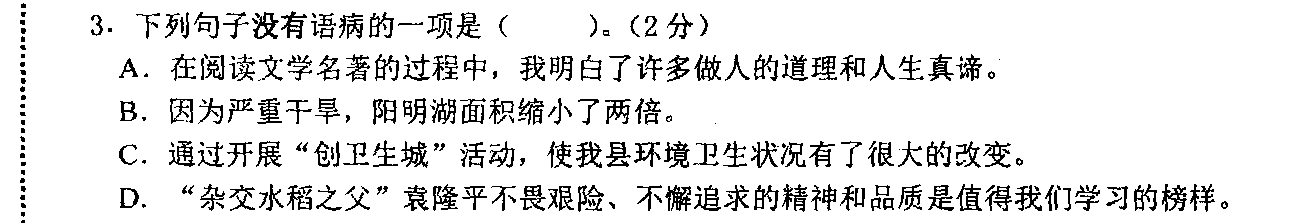 3. 下列句子没有语病的一项是（　　）。（2分）
A. 在阅读文学名著的过程中，我明白了许多做人的道理和人生真谛。
B. 因为严重干旱，阳明湖面积缩小了两倍。
C. 通过开展“创卫生城”活动，使我县环境卫生状况有了很大的改变。
D. “杂交水稻之父”袁隆平不畏艰险、不懈追求的精神和品质是值得我们学习的榜样。